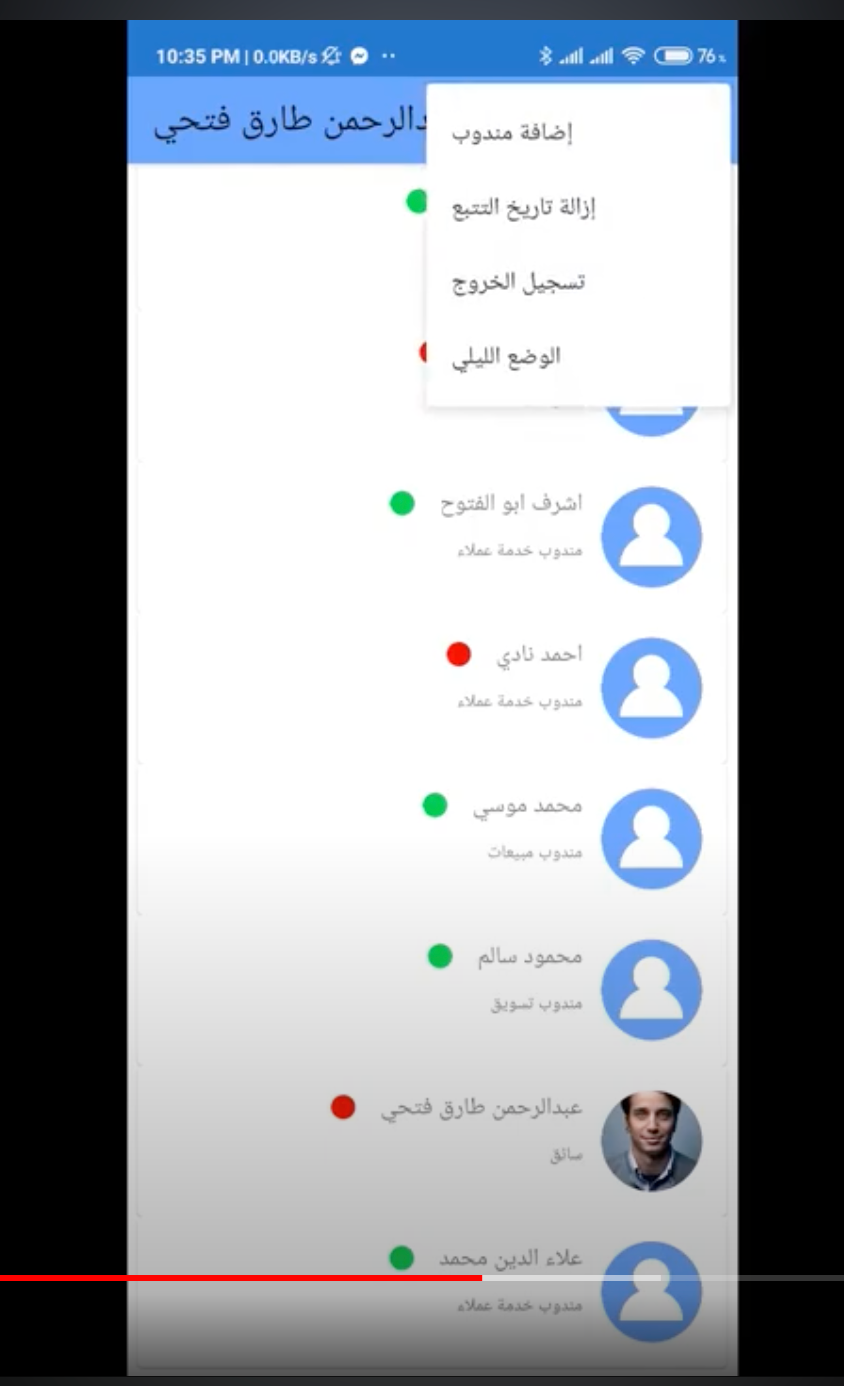 10:35 PM | 0.0KB/s
76%
طارق فتحي
إضافة مندوب
إزالة تاريخ التتبع
تسجيل الخروج
الوضع الليلي
اشرف ابو الفتوح
مندوب خدمة عملاء
احمد نادي
مندوب خدمة عملاء
محمد موسي
مندوب مبيعات
محمود سالم
مندوب تسويق
عبدالرحمن طارق فتحي
سائق
علاء الدين محمد
مندوب خدمة عملاء